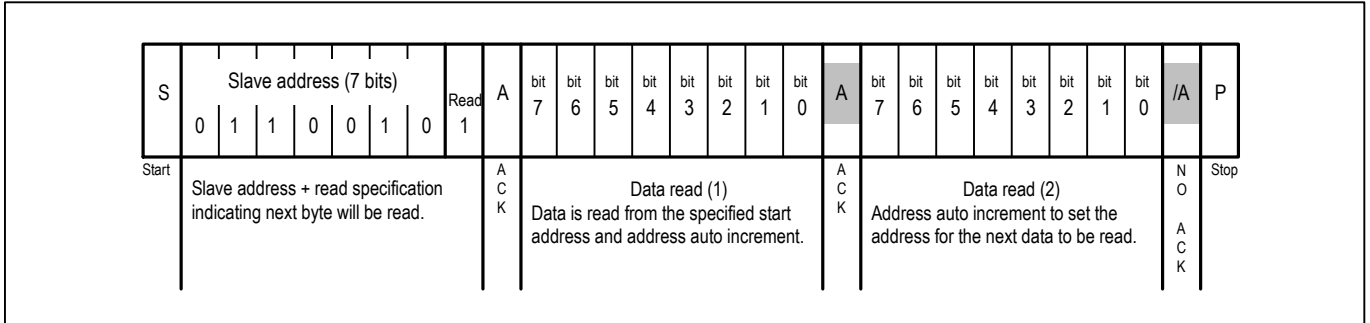 S Slave address (7 bits) Read A bit bit bit bit bit bit bit bit A bit bit bit bit bit bit bit bit /A P
0 1 1 0 0 1 0 1 7 6 5 4 3 2 1 0 7 6 5 4 3 2 1 0
Start ACK ACK NO ACK Stop
Slave address + read specification
indicating next byte will be read.
Data read (1)
Data is read from the specified start
address and address auto increment.
Data read (2)
Address auto increment to set the
address for the next data to be read.